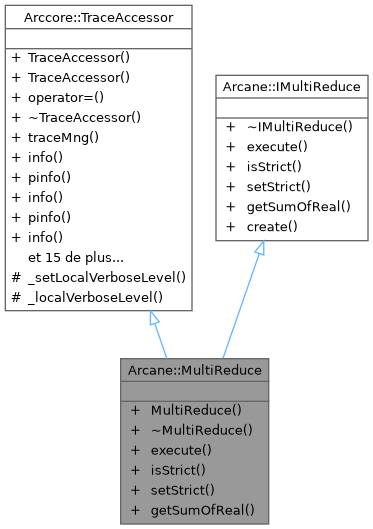 Arccore::TraceAccessor
+ TraceAccessor()
+ TraceAccessor()
+ operator=()
+ ~TraceAccessor()
+ traceMng()
+ info()
+ pinfo()
+ info()
+ pinfo()
+ info()
et 15 de plus...
# _setLocalVerboseLevel()
# _localVerboseLevel()
Arcane::IMultiReduce
+ ~IMultiReduce()
+ execute()
+ isStrict()
+ setStrict()
+ getSumOfReal()
+ create()
Arcane::MultiReduce
+ MultiReduce()
+ ~MultiReduce()
+ execute()
+ isStrict()
+ setStrict()
+ getSumOfReal()